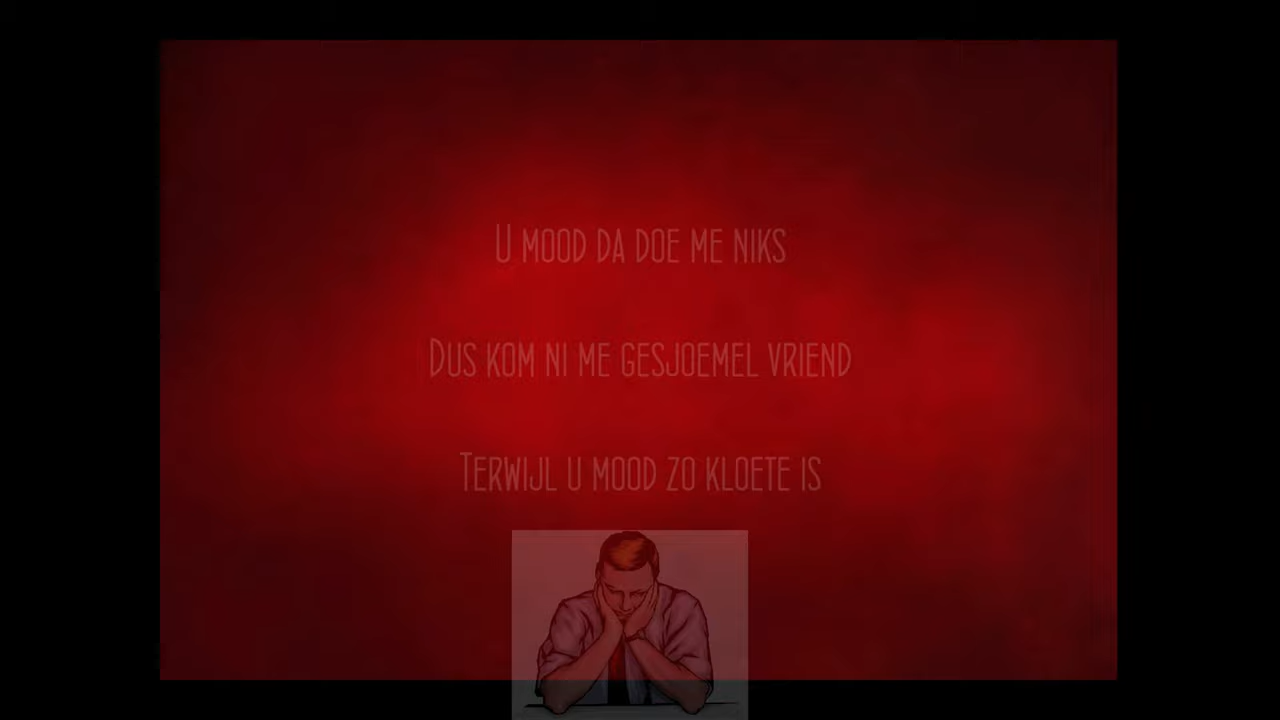 U mood da doe me niks
Dus kom ni me gesjoemel vriend
Terwijl u mood zo kloete is